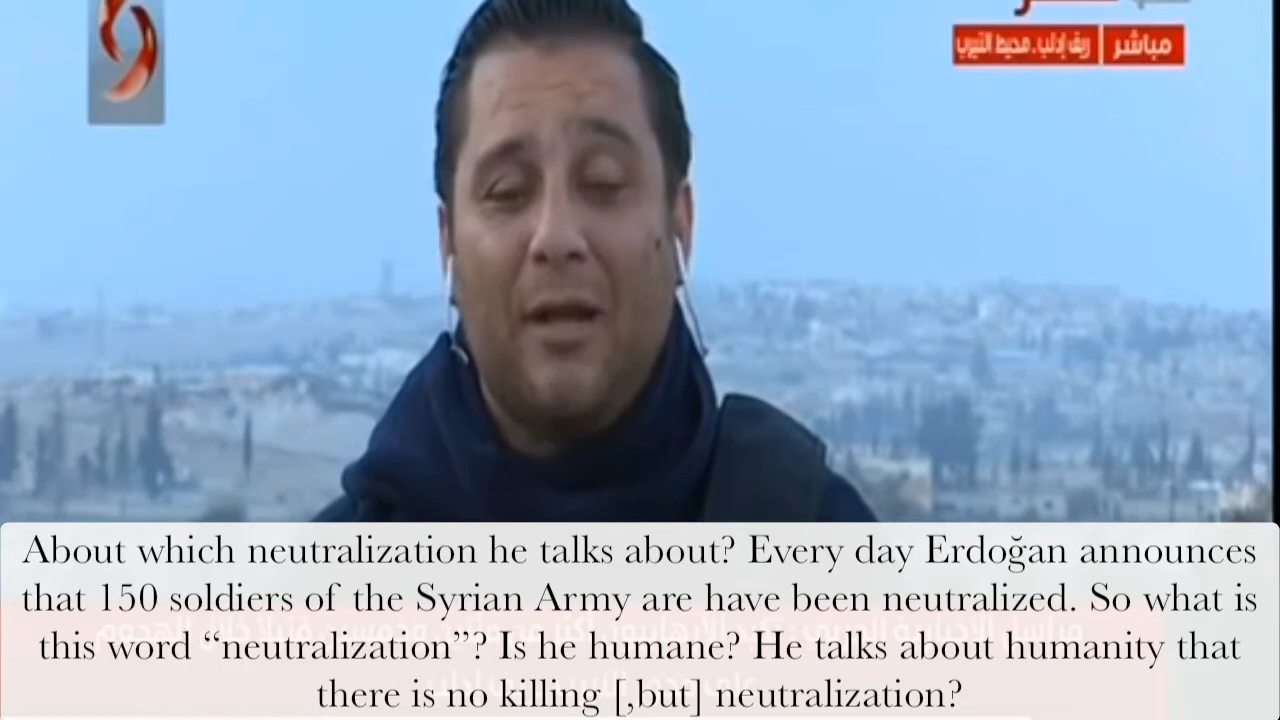 مباشر
ريف إدلب . محيط النيرب
About which neutralization he talks about? Every day Erdoğan announces
that 150 soldiers of the Syrian Army are have been neutralized. So what is
this word “neutralization”? Is he humane? He talks about humanity that
there is no killing [,but] neutralization?